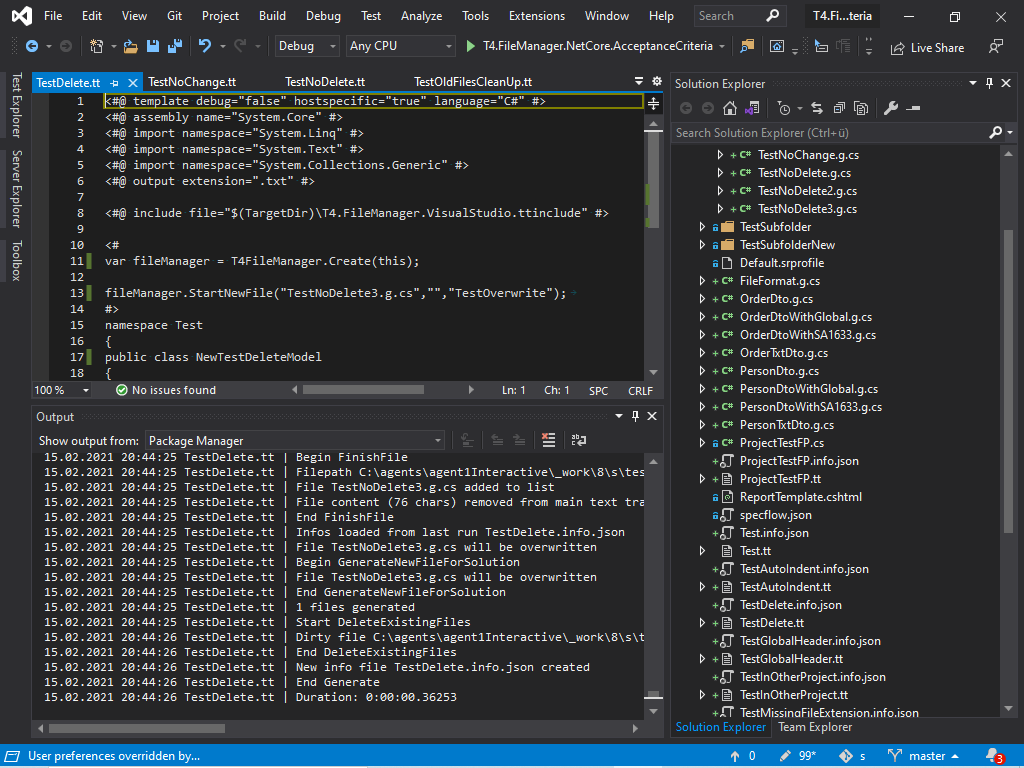 File Edit View Git Project Build Debug Test Analyze Tools Extensions Window Help Search T4.Fi...teria
Debug Any CPU T4.FileManager.NetCore.AcceptanceCriteria Live Share
Test Explorer
Server Explorer
Toolbox
TestDelete.tt TestNoChange.tt TestNoDelete.tt TestOldFilesCleanUp.tt
1 <#@ template debug="false" hostspecific="true" language="C#" #>
2 <#@ assembly name="System.Core" #>
3 <#@ import namespace="System.Linq" #>
4 <#@ import namespace="System.Text" #>
5 <#@ import namespace="System.Collections.Generic" #>
6 <#@ output extension=".txt" #>
7
8 <#@ include file="$(TargetDir)\T4.FileManager.VisualStudio.ttinclude" #>
9
10 <#
11 var fileManager = T4FileManager.Create(this);
12
13 fileManager.StartNewFile("TestNoDelete3.g.cs","","TestOverwrite");
14 #>
15 namespace Test
16 {
17 public class NewTestDeleteModel
18 {
100 % No issues found Ln: 1 Ch: 1 SPC CRLF
Output
Show output from: Package Manager
15.02.2021 20:44:25 TestDelete.tt | Begin FinishFile
15.02.2021 20:44:25 TestDelete.tt | Filepath C:\agents\agent1Interactive\_work\8\s\tes
15.02.2021 20:44:25 TestDelete.tt | File TestNoDelete3.g.cs added to list
15.02.2021 20:44:25 TestDelete.tt | File content (76 chars) removed from main text tra
15.02.2021 20:44:25 TestDelete.tt | End FinishFile
15.02.2021 20:44:25 TestDelete.tt | Infos loaded from last run TestDelete.info.json
15.02.2021 20:44:25 TestDelete.tt | File TestNoDelete3.g.cs will be overwritten
15.02.2021 20:44:25 TestDelete.tt | Begin GenerateNewFileForSolution
15.02.2021 20:44:25 TestDelete.tt | File TestNoDelete3.g.cs will be overwritten
15.02.2021 20:44:25 TestDelete.tt | End GenerateNewFileForSolution
15.02.2021 20:44:25 TestDelete.tt | 1 files generated
15.02.2021 20:44:25 TestDelete.tt | Start DeleteExistingFiles
15.02.2021 20:44:26 TestDelete.tt | Dirty file C:\agents\agent1Interactive\_work\8\s\t
15.02.2021 20:44:26 TestDelete.tt | End DeleteExistingFiles
15.02.2021 20:44:26 TestDelete.tt | New info file TestDelete.info.json created
15.02.2021 20:44:26 TestDelete.tt | End Generate
15.02.2021 20:44:26 TestDelete.tt | Duration: 0:00:00.36253
Solution Explorer
Search Solution Explorer (Ctrl+ü)
C# TestNoChange.g.cs
C# TestNoDelete.g.cs
C# TestNoDelete2.g.cs
C# TestNoDelete3.g.cs
TestSubfolder
TestSubfolderNew
Default.srprofile
C# FileFormat.g.cs
C# OrderDto.g.cs
C# OrderDtoWithGlobal.g.cs
C# OrderDtoWithSA1633.g.cs
C# OrderTxtDto.g.cs
C# PersonDto.g.cs
C# PersonDtoWithGlobal.g.cs
C# PersonDtoWithSA1633.g.cs
C# PersonTxtDto.g.cs
C# ProjectTestFP.cs
ProjectTestFP.info.json
ProjectTestFP.tt
ReportTemplate.cshtml
specflow.json
Test.info.json
Test.tt
TestAutoIndent.info.json
TestAutoIndent.tt
TestDelete.info.json
TestDelete.tt
TestGlobalHeader.info.json
TestGlobalHeader.tt
TestInOtherProject.info.json
TestInOtherProject.tt
TestMissingFileExtension.info.json
Solution Explorer Team Explorer
User preferences overridden by... 0 99* s master 3